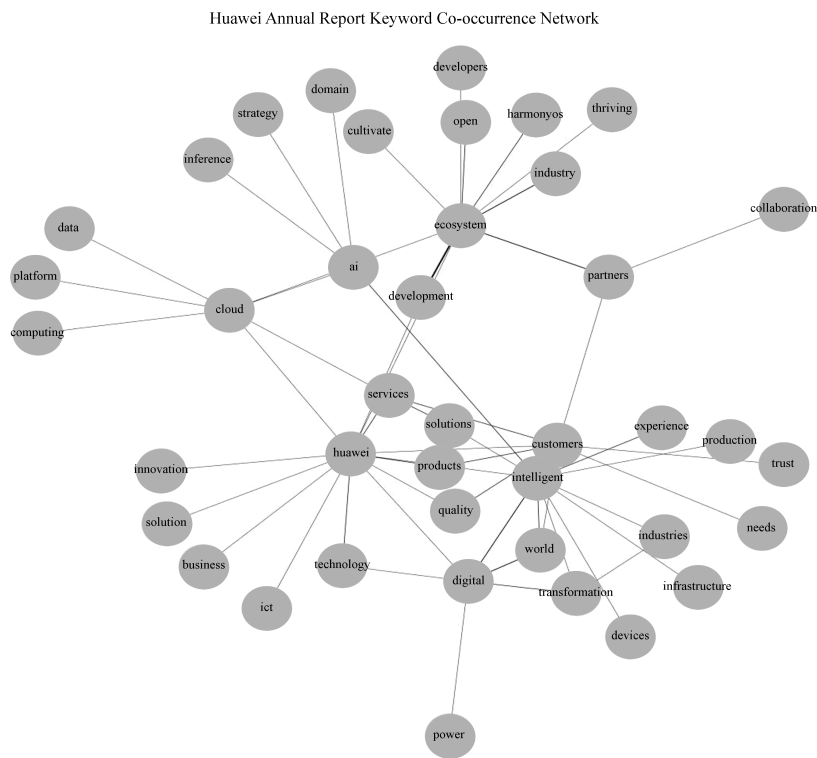 Huawei Annual Report Keyword Co-occurrence Network
developers
domain
thriving
strategy
harmonyos
open
cultivate
inference
industry
collaboration
data
ecosystem
ai
platform
partners
development
cloud
computing
services
solutions
experience
customers
production
huawei
trust
products
innovation
intelligent
quality
solution
needs
industries
world
technology
business
digital
infrastructure
transformation
ict
devices
power